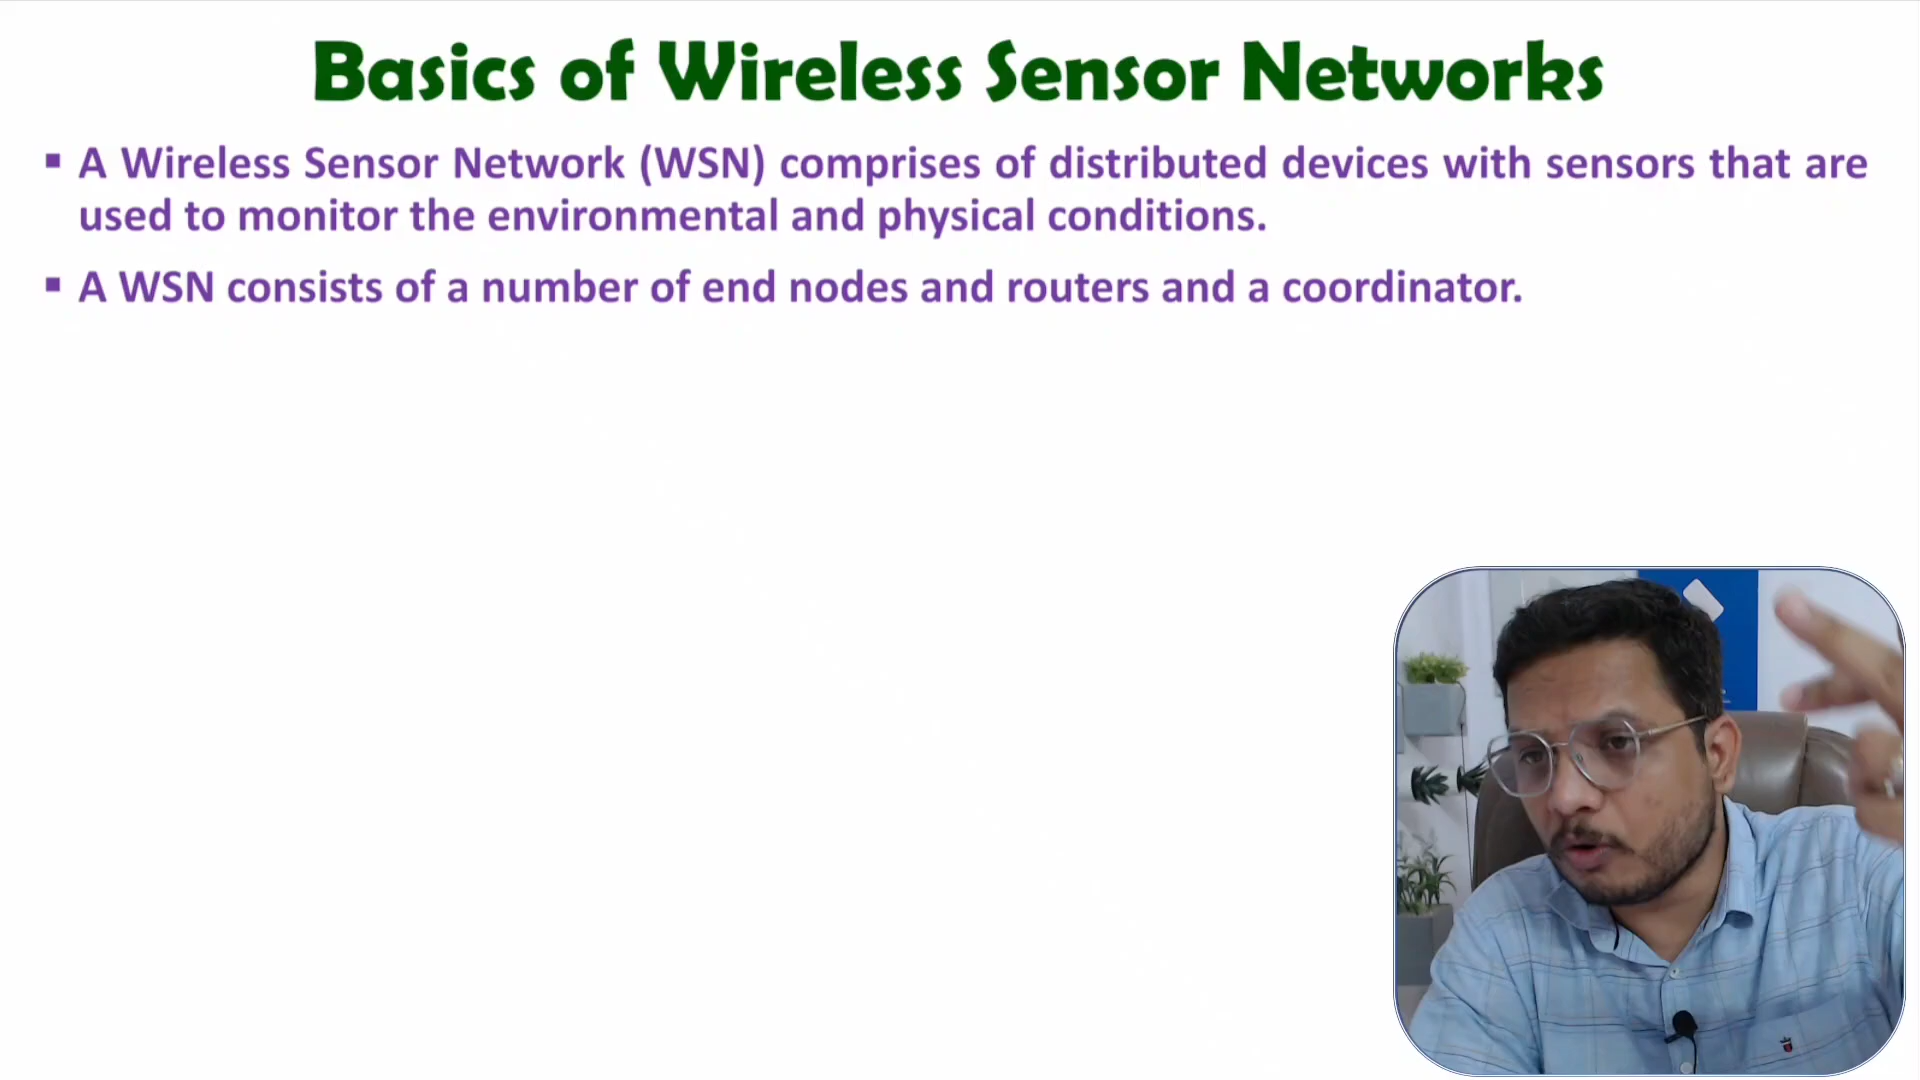 Basics of Wireless Sensor Networks
▪ A Wireless Sensor Network (WSN) comprises of distributed devices with sensors that are
used to monitor the environmental and physical conditions.
▪ A WSN consists of a number of end nodes and routers and a coordinator.